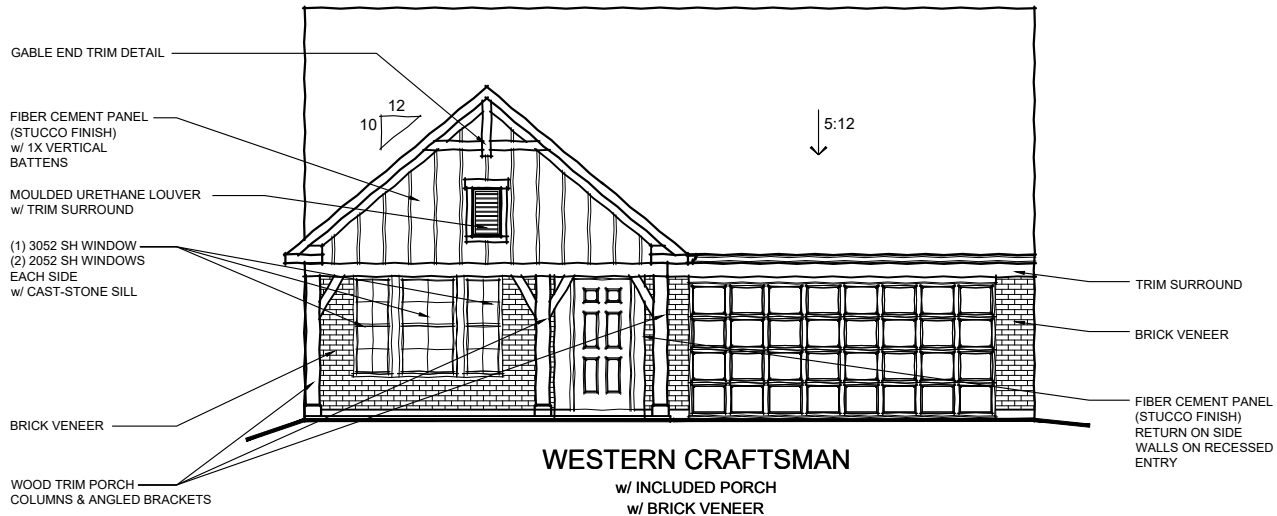 GABLE END TRIM DETAIL
FIBER CEMENT PANEL
(STUCCO FINISH)
w/ 1X VERTICAL
BATTENS
MOULDED URETHANE LOUVER
w/ TRIM SURROUND
(1) 3052 SH WINDOW
(2) 2052 SH WINDOWS
EACH SIDE
w/ CAST-STONE SILL
BRICK VENEER
WOOD TRIM PORCH
COLUMNS & ANGLED BRACKETS
12
10
5:12
TRIM SURROUND
BRICK VENEER
FIBER CEMENT PANEL
(STUCCO FINISH)
RETURN ON SIDE
WALLS ON RECESSED
ENTRY
WESTERN CRAFTSMAN
w/ INCLUDED PORCH
w/ BRICK VENEER